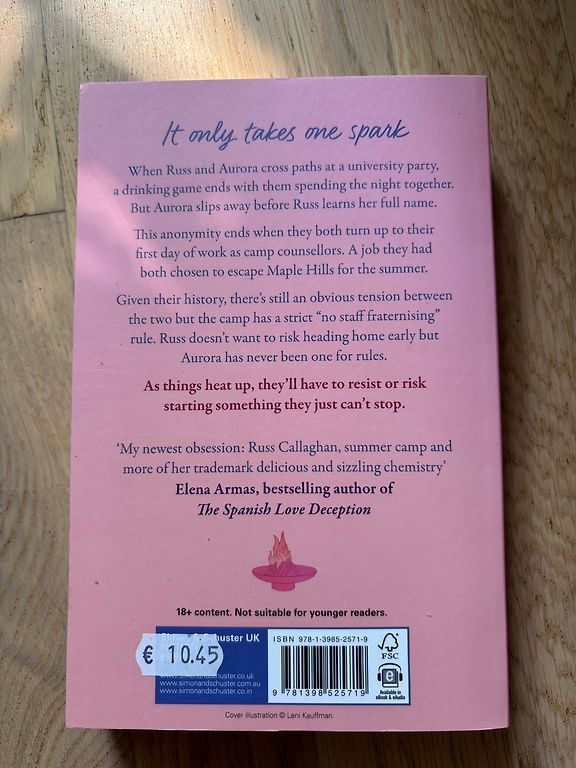 It only takes one spark
When Russ and Aurora cross paths at a university party,
a drinking game ends with them spending the night together.
But Aurora slips away before Russ learns her full name.
This anonymity ends when they both turn up to their
first day of work as camp counsellors. A job they had
both chosen to escape Maple Hills for the summer.
Given their history, there's still an obvious tension between
the two but the camp has a strict “no staff fraternising”
rule. Russ doesn't want to risk heading home early but
Aurora has never been one for rules.
As things heat up, they'll have to resist or risk
starting something they just can't stop.
‘My newest obsession: Russ Callaghan, summer camp and
more of her trademark delicious and sizzling chemistry’
Elena Armas, bestselling author of
The Spanish Love Deception
18+ content. Not suitable for younger readers.
Simon & Schuster UK
€ 10.45
www.simonandschuster.co.uk
www.simonandschuster.com.au
www.simonandschuster.co.in
ISBN 978-1-3985-2571-9
9 781398 525719
FSC
e
Available in
eBook & eAudio
Cover illustration © Leni Kauffman.